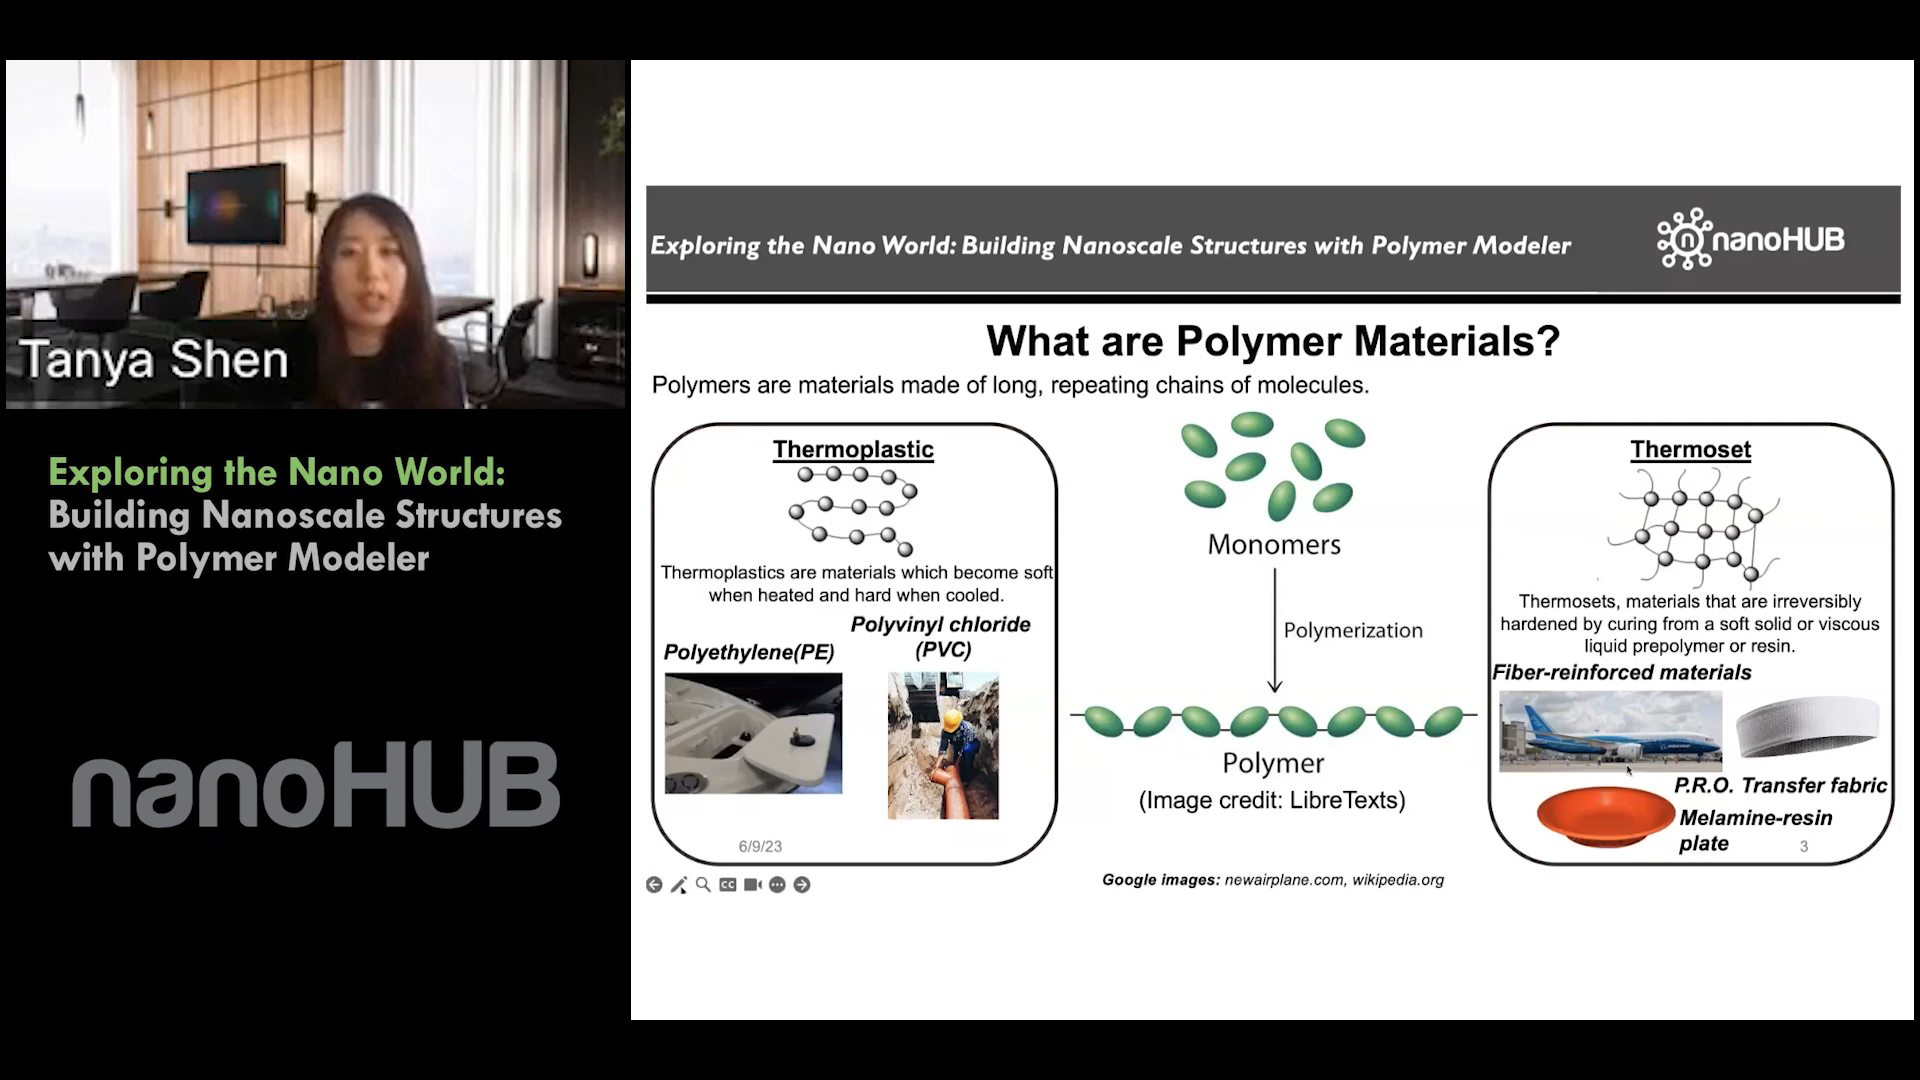 Tanya Shen
Exploring the Nano World:
Building Nanoscale Structures
with Polymer Modeler
nanoHUB
Exploring the Nano World: Building Nanoscale Structures with Polymer Modeler
n nanoHUB
What are Polymer Materials?
Polymers are materials made of long, repeating chains of molecules.
Thermoplastic
Thermoplastics are materials which become soft
when heated and hard when cooled.
Polyethylene(PE)
Polyvinyl chloride
(PVC)
6/9/23
Monomers
Polymerization
Polymer
(Image credit: LibreTexts)
Thermoset
Thermosets, materials that are irreversibly
hardened by curing from a soft solid or viscous
liquid prepolymer or resin.
Fiber-reinforced materials
P.R.O. Transfer fabric
Melamine-resin
plate
3
CC
Google images: newairplane.com, wikipedia.org